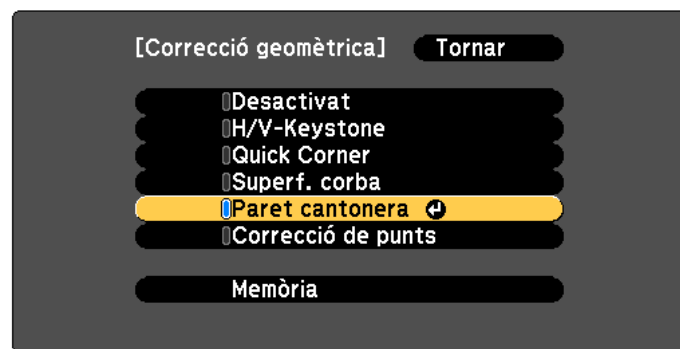 [Correcció geomètrica] Tornar
Desactivat
H/V-Keystone
Quick Corner
Superf. corba
Paret cantonera
Correcció de punts
Memòria